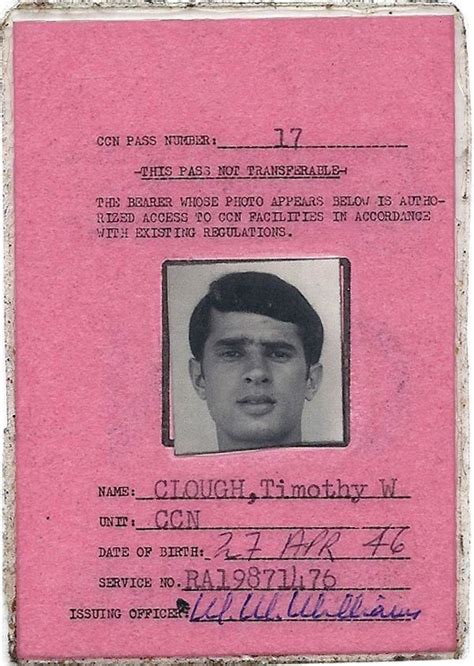 CCN PASS NUMBER: 17
THIS PASS NOT TRANSFERABLE
THE BEARER WHOSE PHOTO APPEARS BELOW IS AUTHO-
RIZED ACCESS TO CCN FACILITIES IN ACCORDANCE
WITH EXISTING REGULATIONS.
NAME: CLOUGH, Timothy W
UNIT: CCN
DATE OF BIRTH: 27 APR 46
SERVICE NO. RA19871476
ISSUING OFFICER W. W. Williams